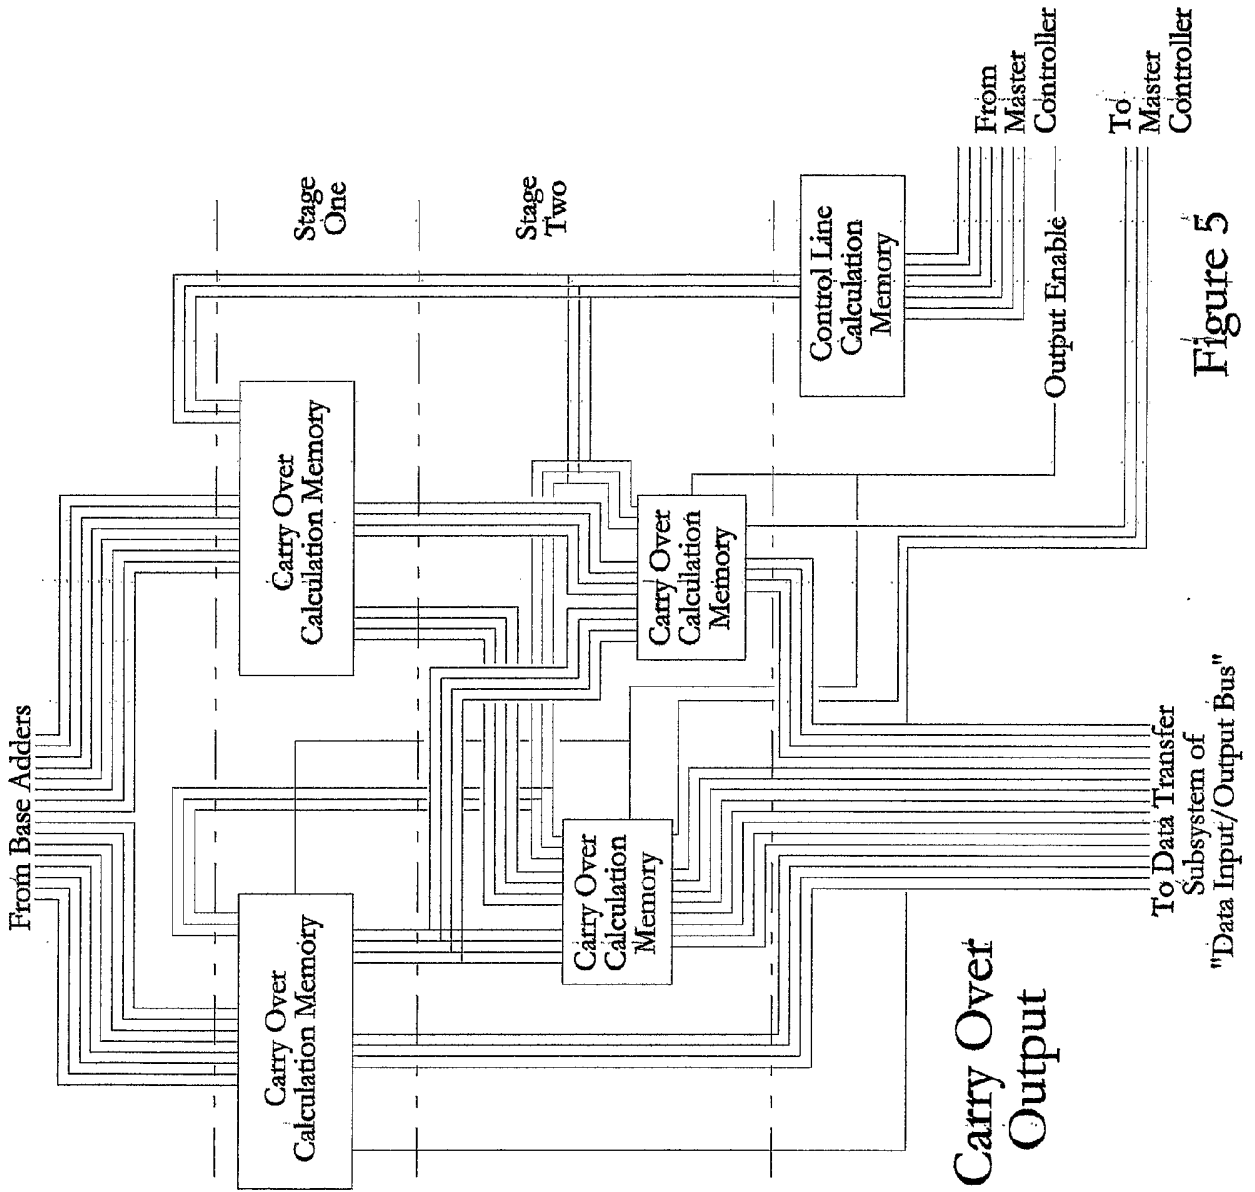 From Base Adders
Stage
One
Stage
Two
Carry Over
Calculation Memory
Carry Over
Calculation Memory
Carry Over
Calculation
Memory
Carry Over
Calculation
Memory
Control Line
Calculation
Memory
From
Master
Controller
Output Enable
To
Master
Controller
To Data Transfer
Subsystem of
"Data Input/Output Bus"
Carry Over
Output
Figure 5